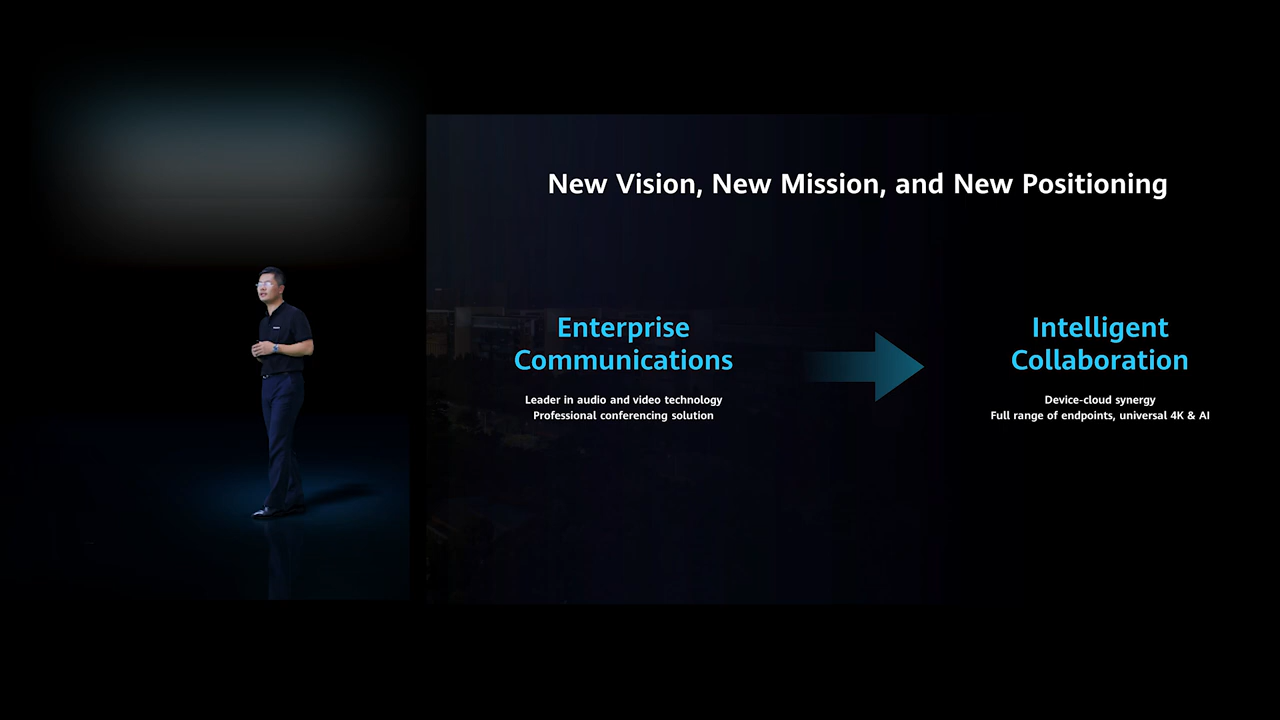 New Vision, New Mission, and New Positioning
Enterprise
Communications
Leader in audio and video technology
Professional conferencing solution
Intelligent
Collaboration
Device-cloud synergy
Full range of endpoints, universal 4K & AI